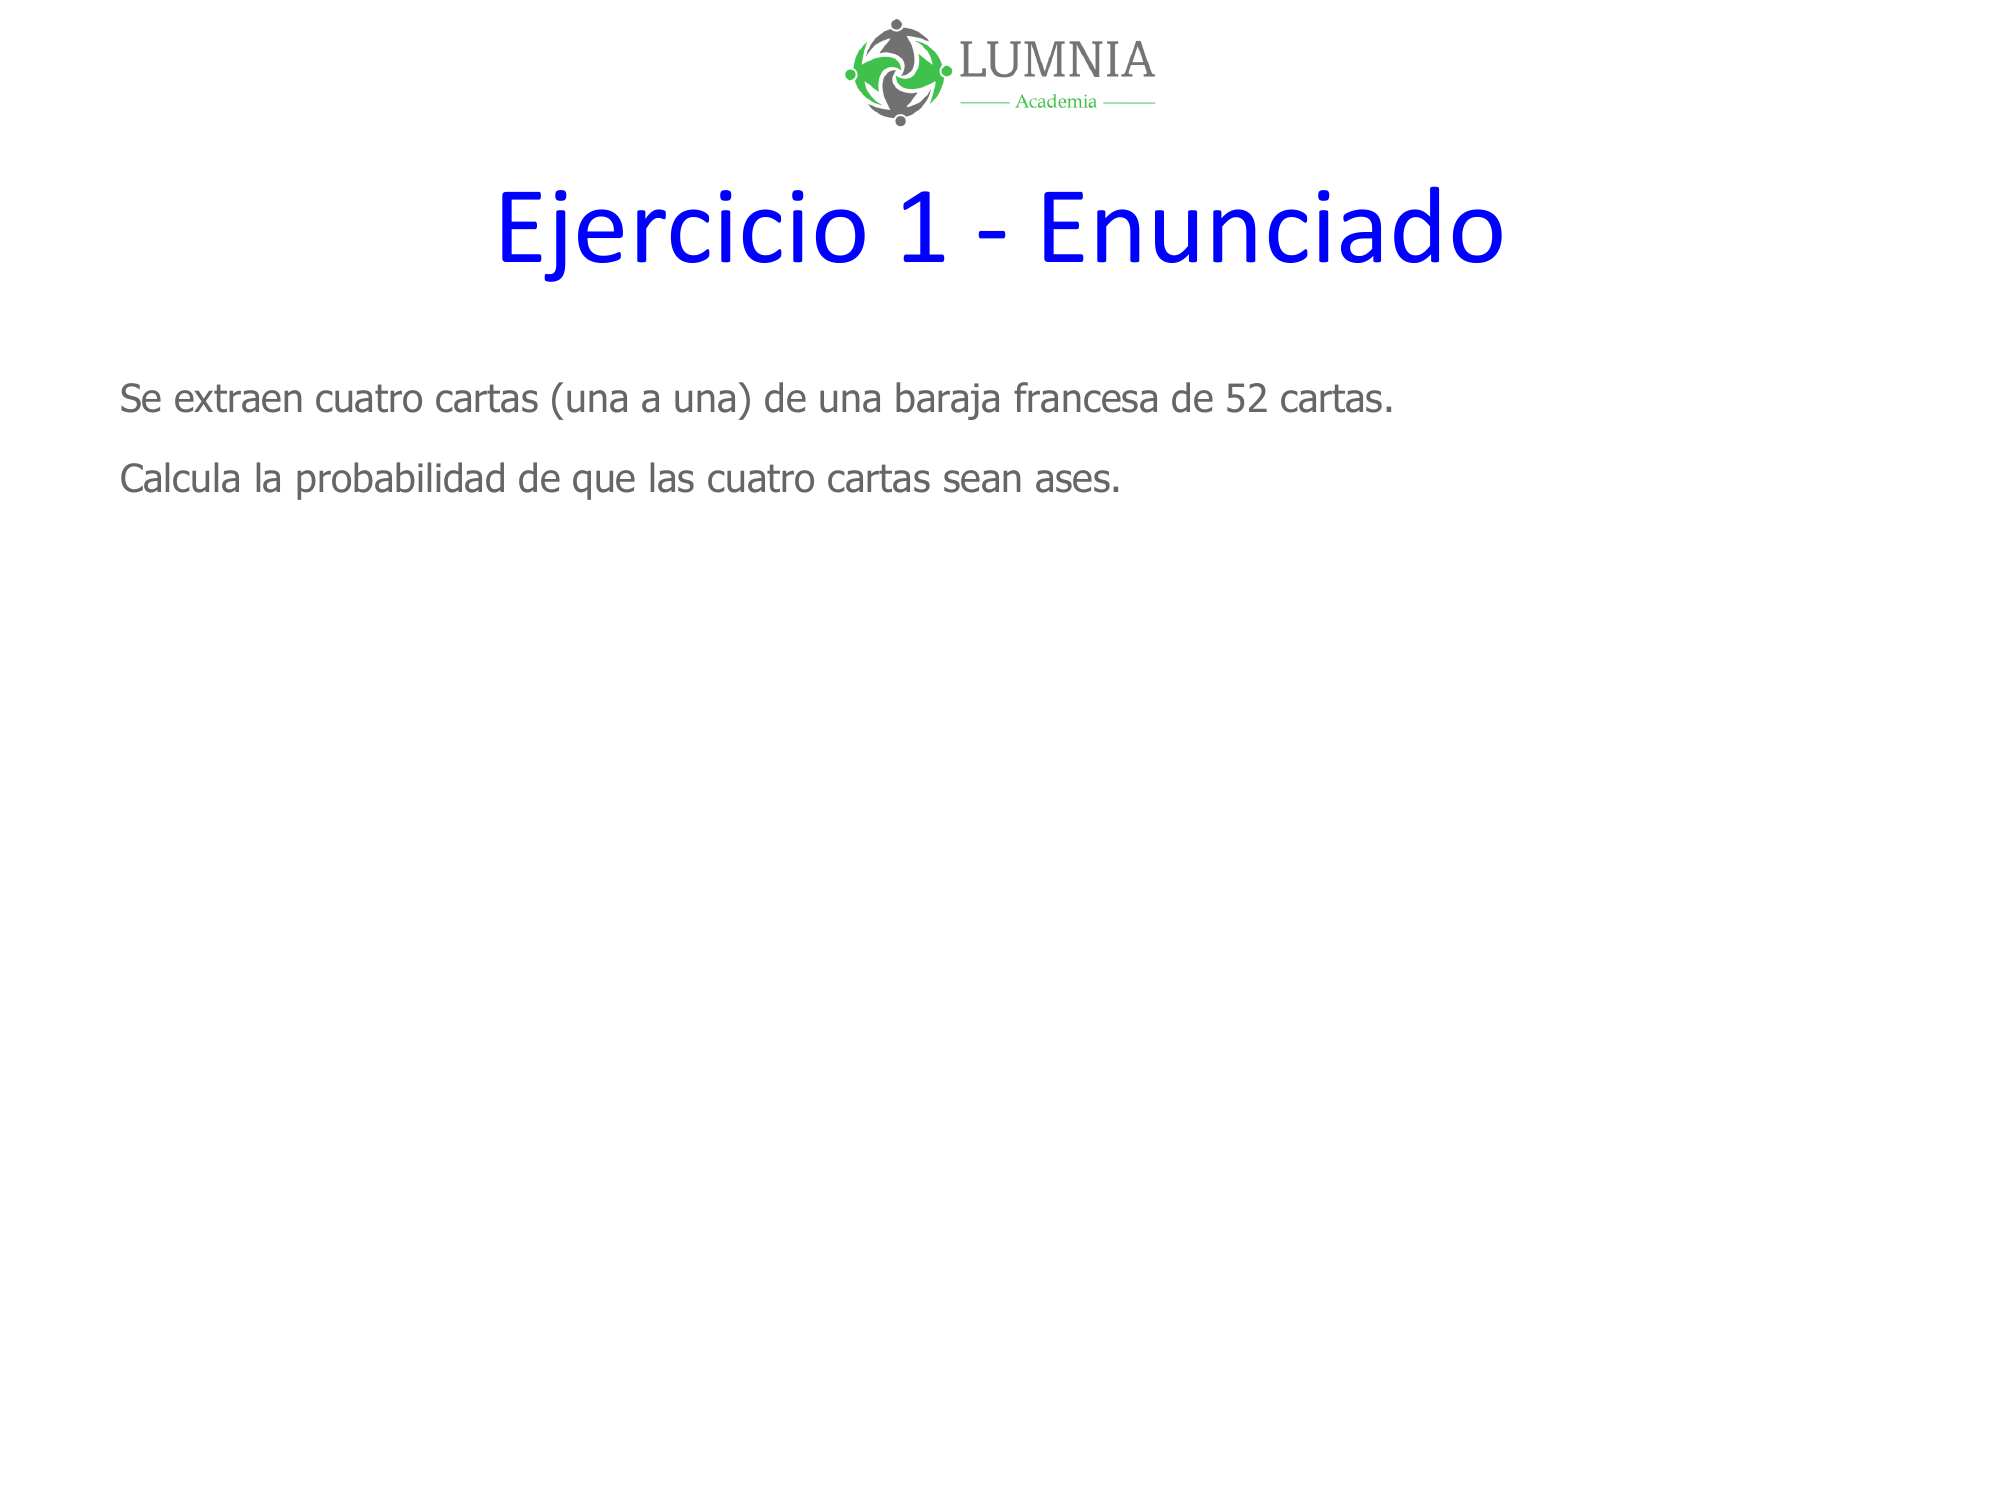 LUMNIA
Academia
Ejercicio 1 - Enunciado
Se extraen cuatro cartas (una a una) de una baraja francesa de 52 cartas.
Calcula la probabilidad de que las cuatro cartas sean ases.